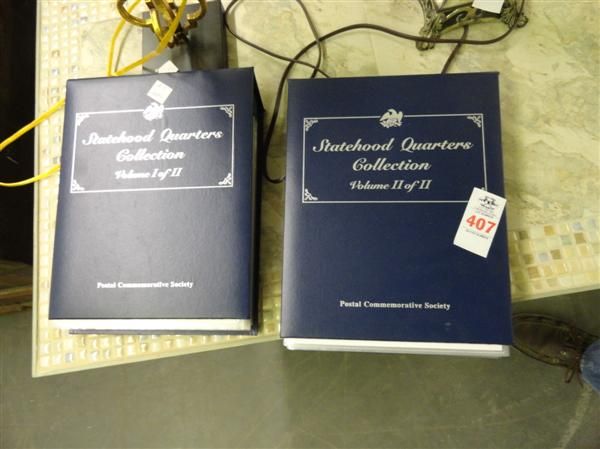 Statehood Quarters
Collection
Volume I of II
Postal Commemorative Society
Statehood Quarters
Collection
Volume II of II
Postal Commemorative Society
407